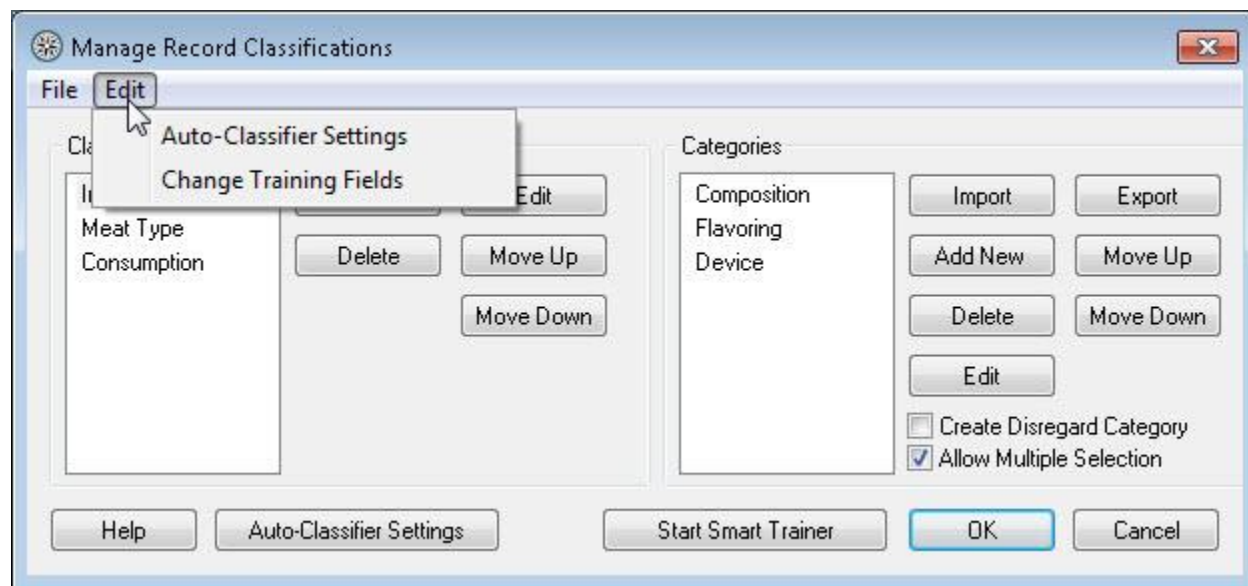 Manage Record Classifications
File Edit
Auto-Classifier Settings
Change Training Fields
Meat Type
Consumption
Edit
Delete
Move Up
Move Down
Categories
Composition
Flavoring
Device
Import
Export
Add New
Move Up
Delete
Move Down
Edit
Create Disregard Category
Allow Multiple Selection
Help
Auto-Classifier Settings
Start Smart Trainer
OK
Cancel